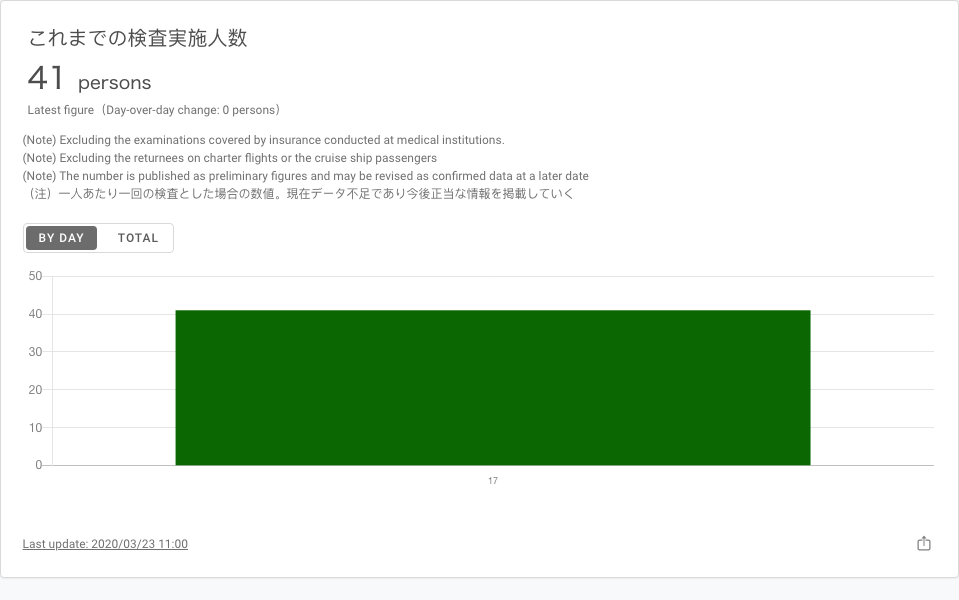 これまでの検査実施人数
41 persons
Latest figure（Day-over-day change: 0 persons）
(Note) Excluding the examinations covered by insurance conducted at medical institutions.
(Note) Excluding the returnees on charter flights or the cruise ship passengers
(Note) The number is published as preliminary figures and may be revised as confirmed data at a later date
（注）一人あたり一回の検査とした場合の数値。現在データ不足であり今後正当な情報を掲載していく
BY DAY TOTAL
50
40
30
20
10
0
17
Last update: 2020/03/23 11:00